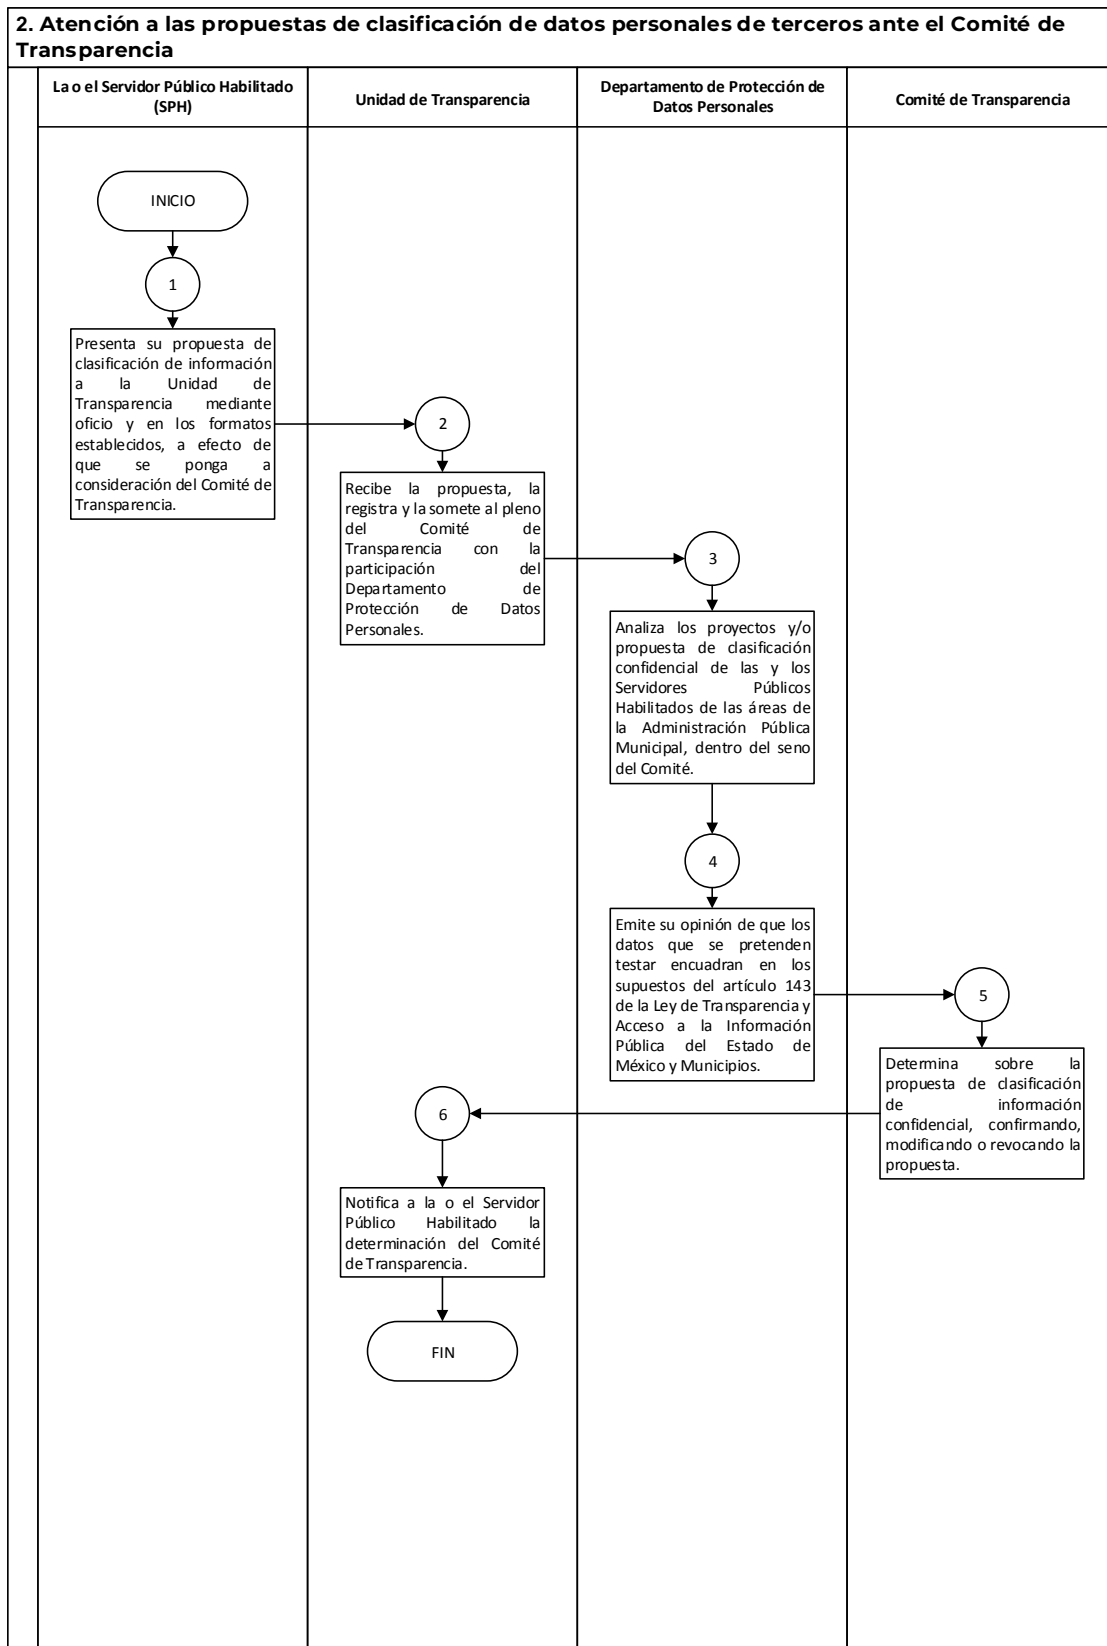 2. Atención a las propuestas de clasificación de datos personales de terceros ante el Comité de
Transparencia
La o el Servidor Público Habilitado
(SPH)
Unidad de Transparencia
Departamento de Protección de
Datos Personales
Comité de Transparencia
INICIO
1
Presenta su propuesta de
clasificación de información
a la Unidad de
Transparencia mediante
oficio y en los formatos
establecidos, a efecto de
que se ponga a
consideración del Comité de
Transparencia.
2
Recibe la propuesta, la
registra y la somete al pleno
del Comité de
Transparencia con la
participación del
Departamento de
Protección de Datos
Personales.
3
Analiza los proyectos y/o
propuesta de clasificación
confidencial de las y los
Servidores Públicos
Habilitados de las áreas de
la Administración Pública
Municipal, dentro del seno
del Comité.
4
Emite su opinión de que los
datos que se pretenden
testar encuadran en los
supuestos del artículo 143
de la Ley de Transparencia y
Acceso a la Información
Pública del Estado de
México y Municipios.
5
Determina sobre la
propuesta de clasificación
de información
confidencial, confirmando,
modificando o revocando la
propuesta.
6
Notifica a la o el Servidor
Público Habilitado la
determinación del Comité
de Transparencia.
FIN